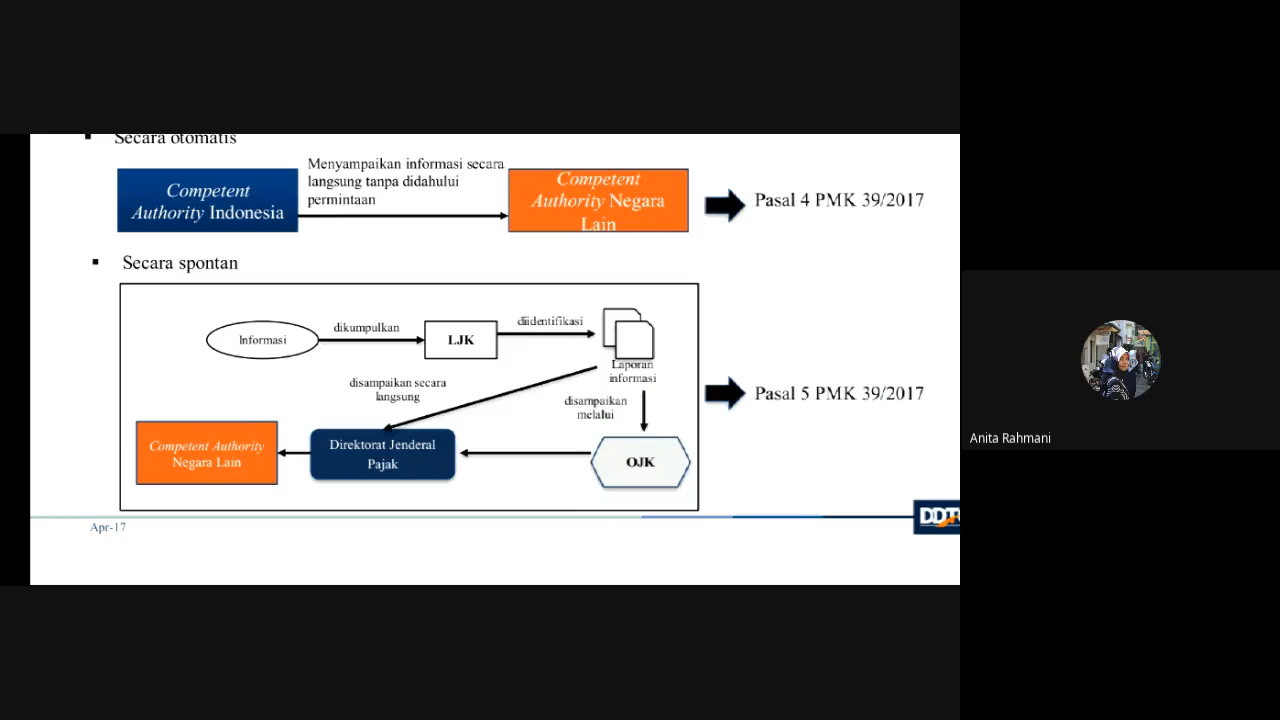 Secara otomatis
Menyampaikan informasi secara
langsung tanpa didahului
permintaan
Competent
Authority Indonesia
Competent
Authority Negara
Lain
Pasal 4 PMK 39/2017
Secara spontan
Informasi
dikumpulkan
LJK
diidentifikasi
Laporan
informasi
disampaikan secara
langsung
disampaikan
melalui
Pasal 5 PMK 39/2017
Competent Authority
Negara Lain
Direktorat Jenderal
Pajak
OJK
Apr-17
DDT
Anita Rahmani